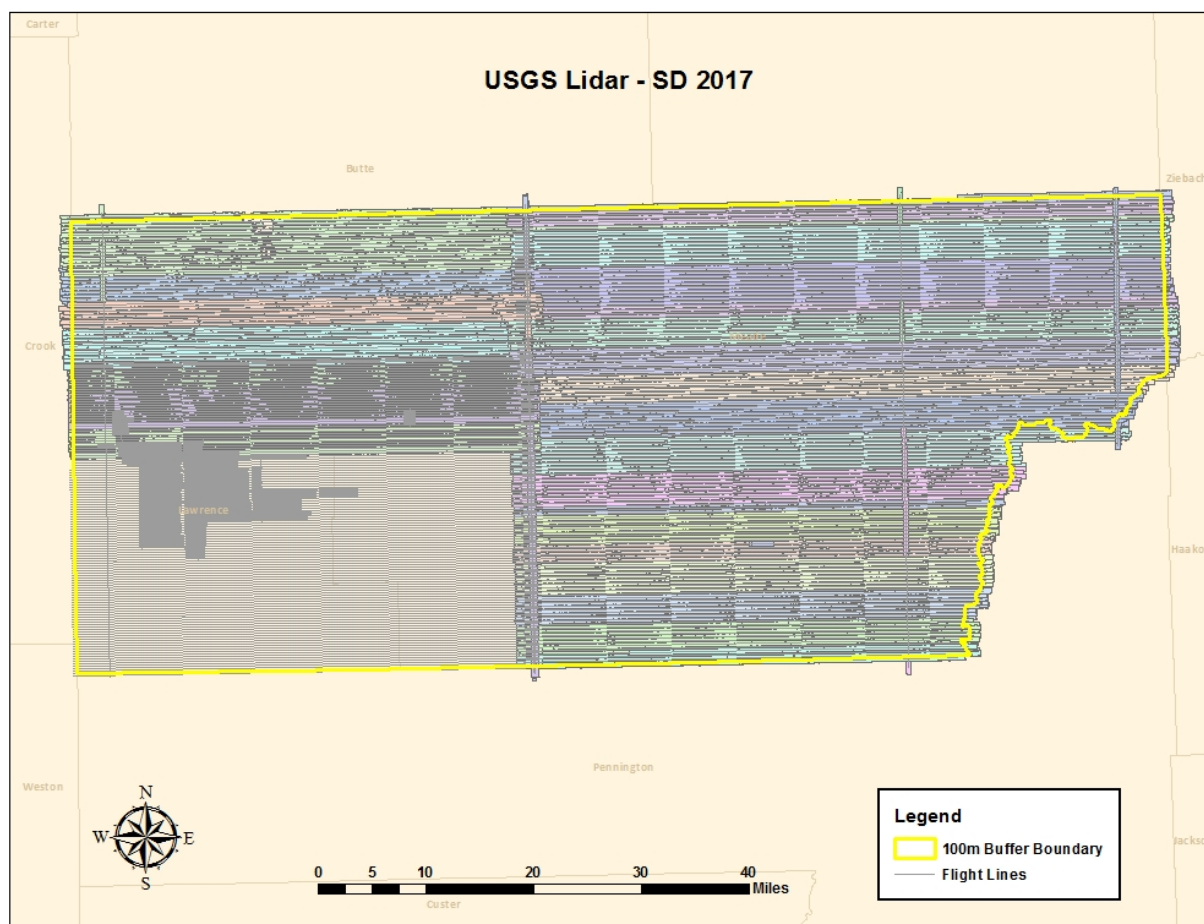 Carter
USGS Lidar - SD 2017
Butte
Ziebach
Crook
Lawrence
Haako
Pennington
Weston
N
W E
S
Legend
100m Buffer Boundary
Flight Lines
Jackso
0 5 10 20 30 40
Miles
Custer